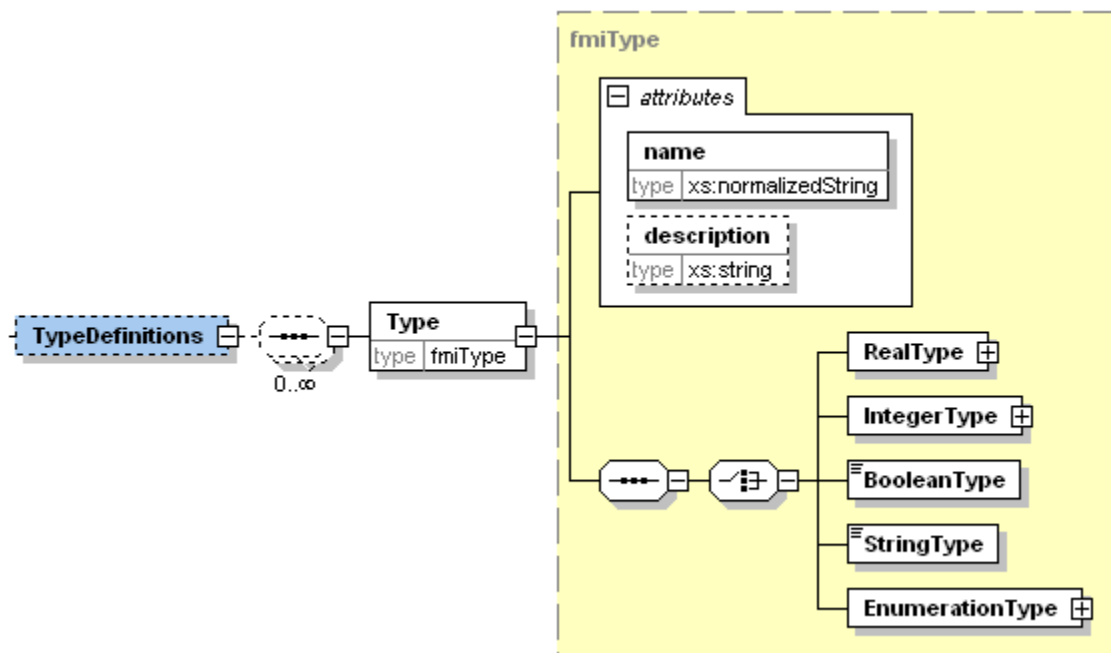 fmiType
attributes
name
type xs:normalizedString
description
type xs:string
TypeDefinitions
0..∞
Type
type fmiType
RealType
IntegerType
BooleanType
StringType
EnumerationType